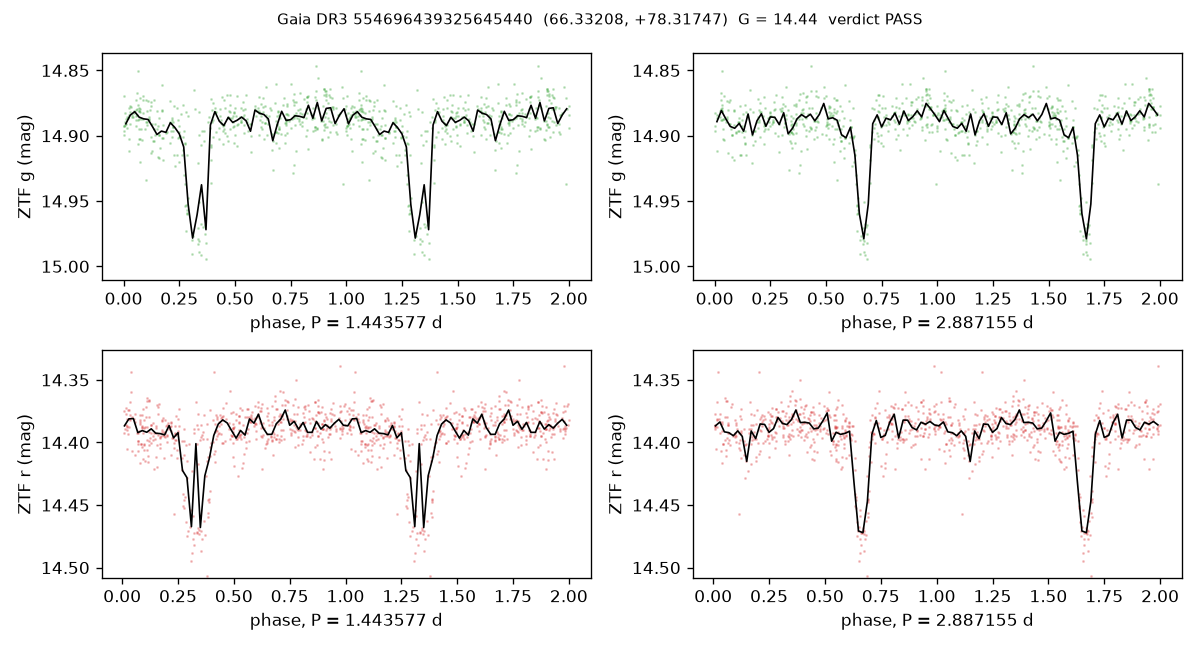 Gaia DR3 554696439325645440  (66.33208, +78.31747)  G = 14.44  verdict PASS
14.85
14.90
14.95
15.00
ZTF g (mag)
0.00 0.25 0.50 0.75 1.00 1.25 1.50 1.75 2.00
phase, P = 1.443577 d
14.85
14.90
14.95
15.00
ZTF g (mag)
0.00 0.25 0.50 0.75 1.00 1.25 1.50 1.75 2.00
phase, P = 2.887155 d
14.35
14.40
14.45
14.50
ZTF r (mag)
0.00 0.25 0.50 0.75 1.00 1.25 1.50 1.75 2.00
phase, P = 1.443577 d
14.35
14.40
14.45
14.50
ZTF r (mag)
0.00 0.25 0.50 0.75 1.00 1.25 1.50 1.75 2.00
phase, P = 2.887155 d